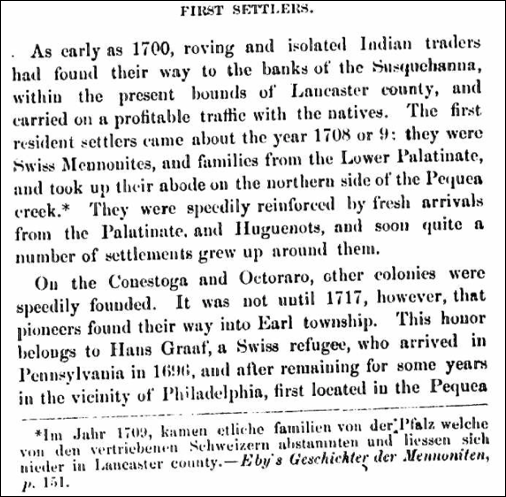 FIRST SETTLERS.
As early as 1700, roving and isolated Indian traders
had found their way to the banks of the Susquehanna,
within the present bounds of Lancaster county, and
carried on a profitable traffic with the natives. The first
resident settlers came about the year 1708 or 9: they were
Swiss Mennonites, and families from the Lower Palatinate,
and took up their abode on the northern side of the Pequea
creek.* They were speedily reinforced by fresh arrivals
from the Palatinate, and Huguenots, and soon quite a
number of settlements grew up around them.
On the Conestoga and Octoraro, other colonies were
speedily founded. It was not until 1717, however, that
pioneers found their way into Earl township. This honor
belongs to Hans Graaf, a Swiss refugee, who arrived in
Pennsylvania in 1696, and after remaining for some years
in the vicinity of Philadelphia, first located in the Pequea
*Im Jahr 1709, kamen etliche familien von der Pfalz welche
von den vertriebenen Schweizern abstammten und liessen sich
nieder in Lancaster county.—Eby's Geschichter der Mennoniten,
p. 151.